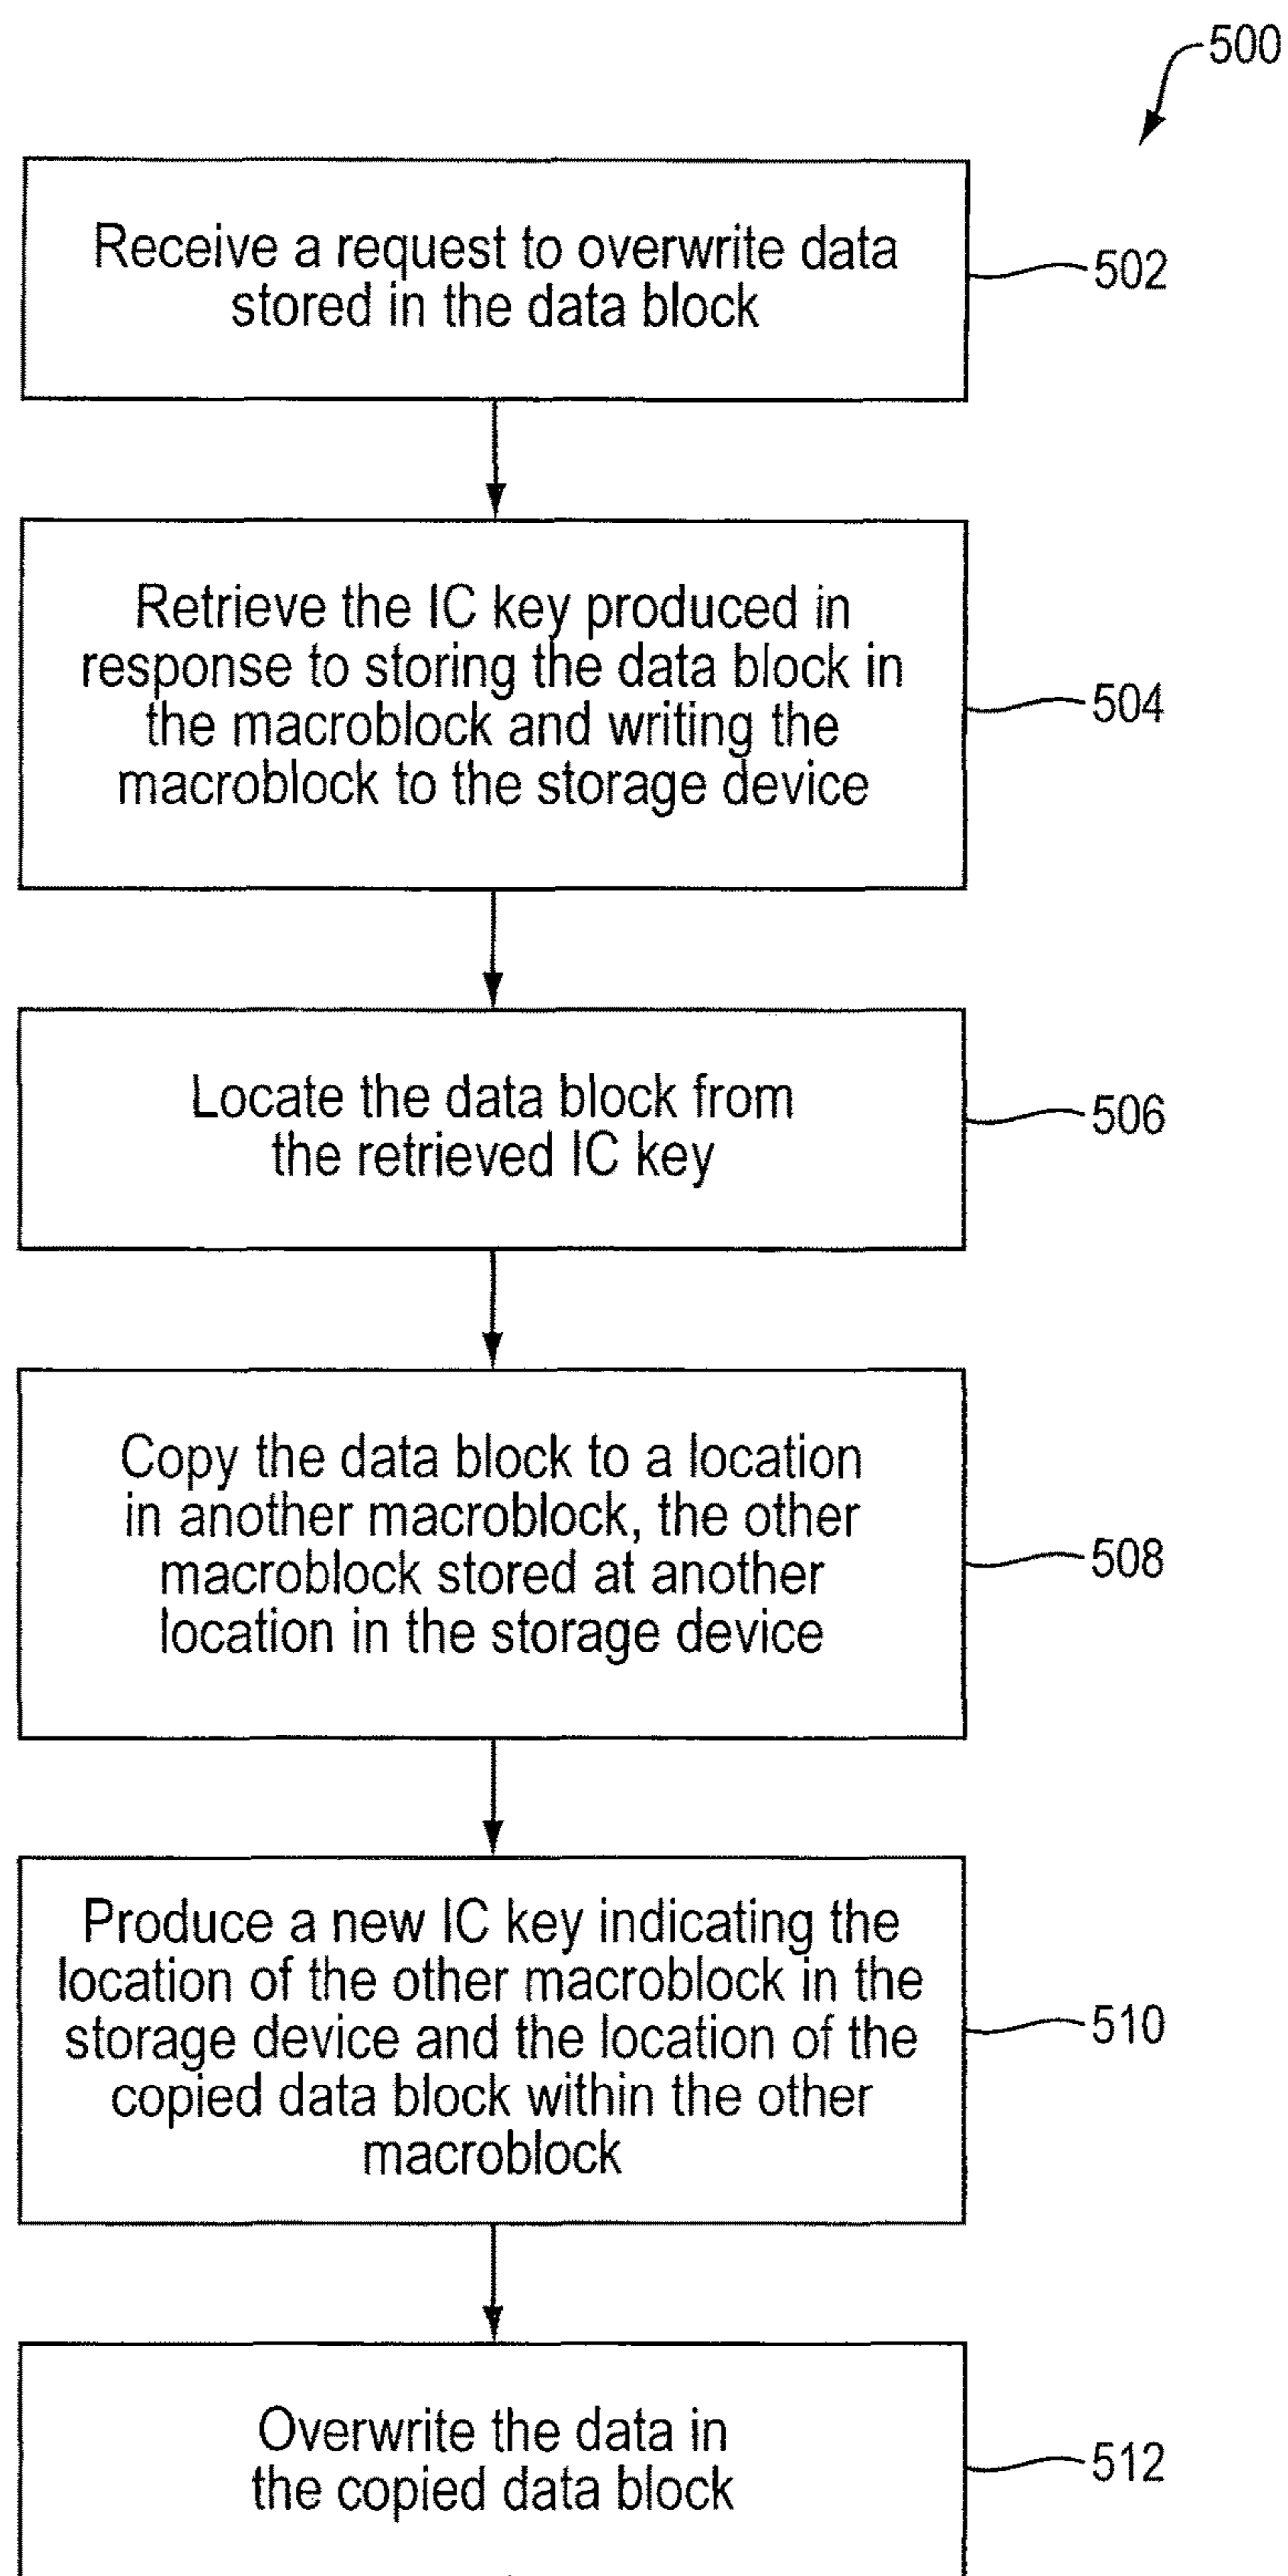 500
Receive a request to overwrite data
stored in the data block
502
Retrieve the IC key produced in
response to storing the data block in
the macroblock and writing the
macroblock to the storage device
504
Locate the data block from
the retrieved IC key
506
Copy the data block to a location
in another macroblock, the other
macroblock stored at another
location in the storage device
508
Produce a new IC key indicating the
location of the other macroblock in the
storage device and the location of the
copied data block within the other
macroblock
510
Overwrite the data in
the copied data block
512